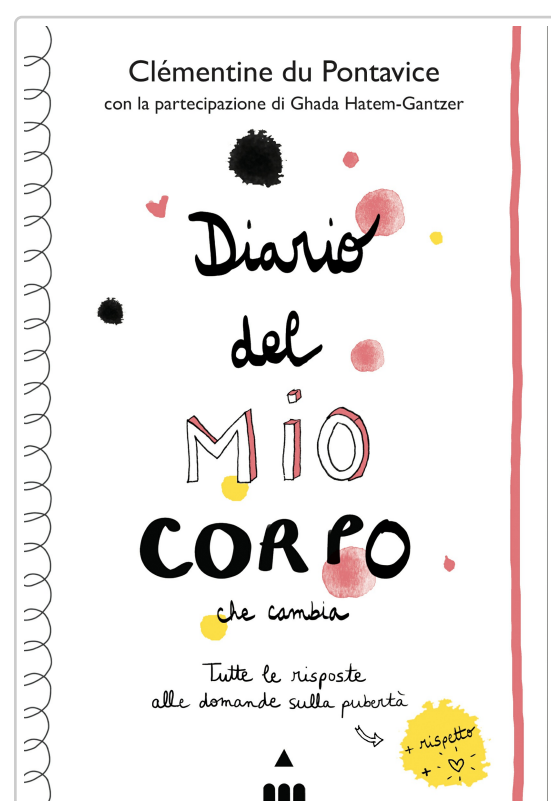 Clémentine du Pontavice
con la partecipazione di Ghada Hatem-Gantzer
Diario
del
MiO
CORPO
che cambia
Tutte le risposte
alle domande sulla pubertà
+ rispetto
+